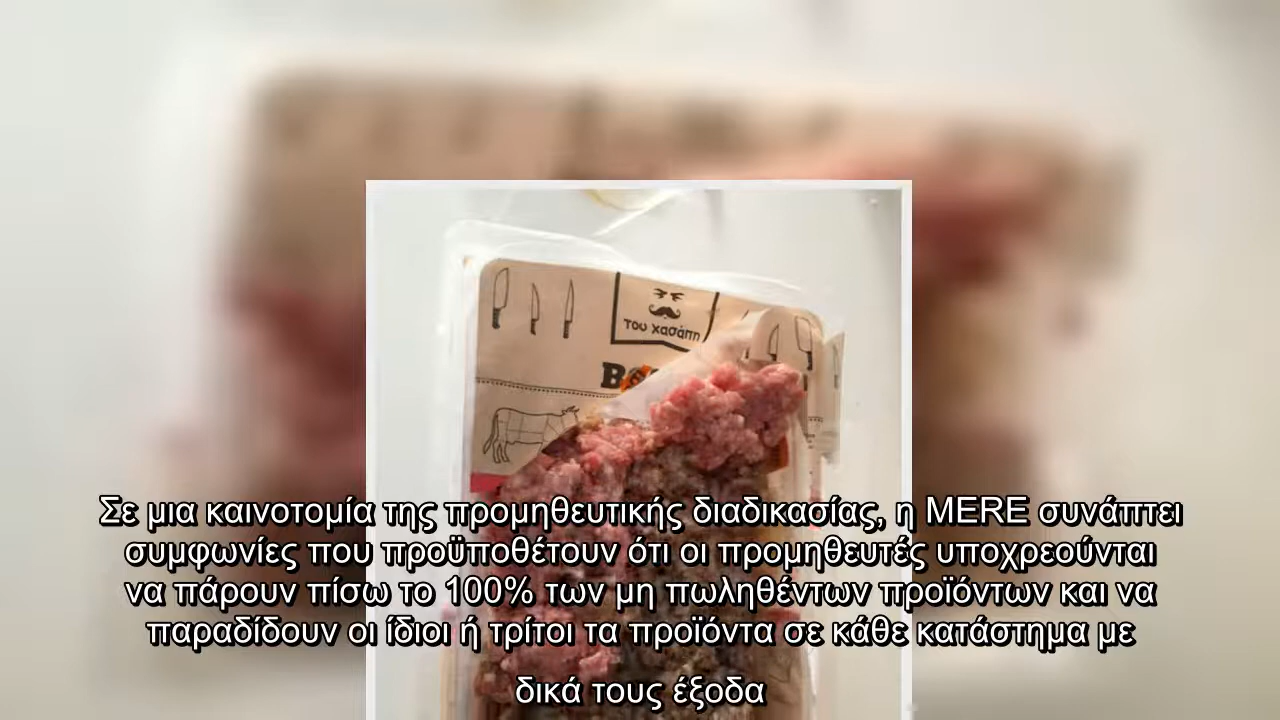 του χασάπη
Σε μια καινοτομία της προμηθευτικής διαδικασίας, η MERE συνάπτει
συμφωνίες που προϋποθέτουν ότι οι προμηθευτές υποχρεούνται
να πάρουν πίσω το 100% των μη πωληθέντων προϊόντων και να
παραδίδουν οι ίδιοι ή τρίτοι τα προϊόντα σε κάθε κατάστημα με
δικά τους έξοδα